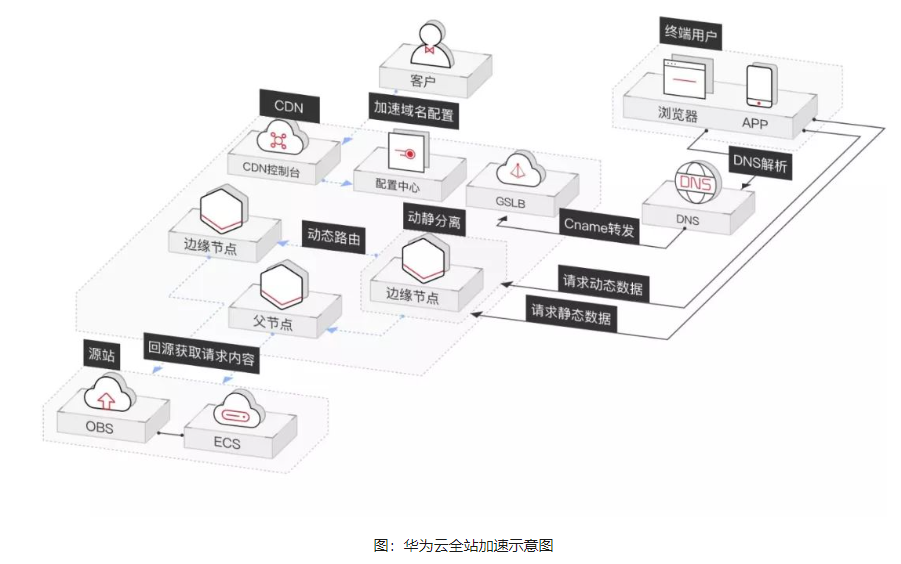 终端用户
客户
浏览器
APP
CDN
加速域名配置
CDN控制台
配置中心
GSLB
DNS解析
DNS
DNS
边缘节点
动态路由
动静分离
Cname转发
边缘节点
请求动态数据
父节点
请求静态数据
源站
回源获取请求内容
OBS
ECS
图：华为云全站加速示意图